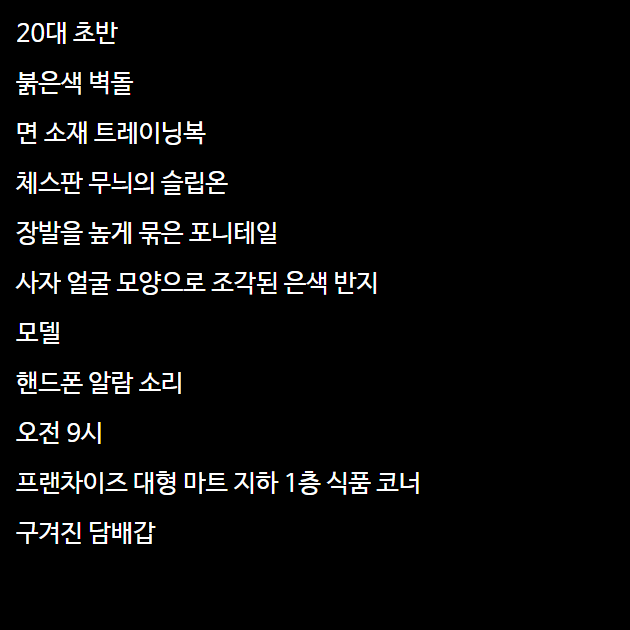 20대 초반
붉은색 벽돌
면 소재 트레이닝복
체스판 무늬의 슬립온
장발을 높게 묶은 포니테일
사자 얼굴 모양으로 조각된 은색 반지
모델
핸드폰 알람 소리
오전 9시
프랜차이즈 대형 마트 지하 1층 식품 코너
구겨진 담배갑